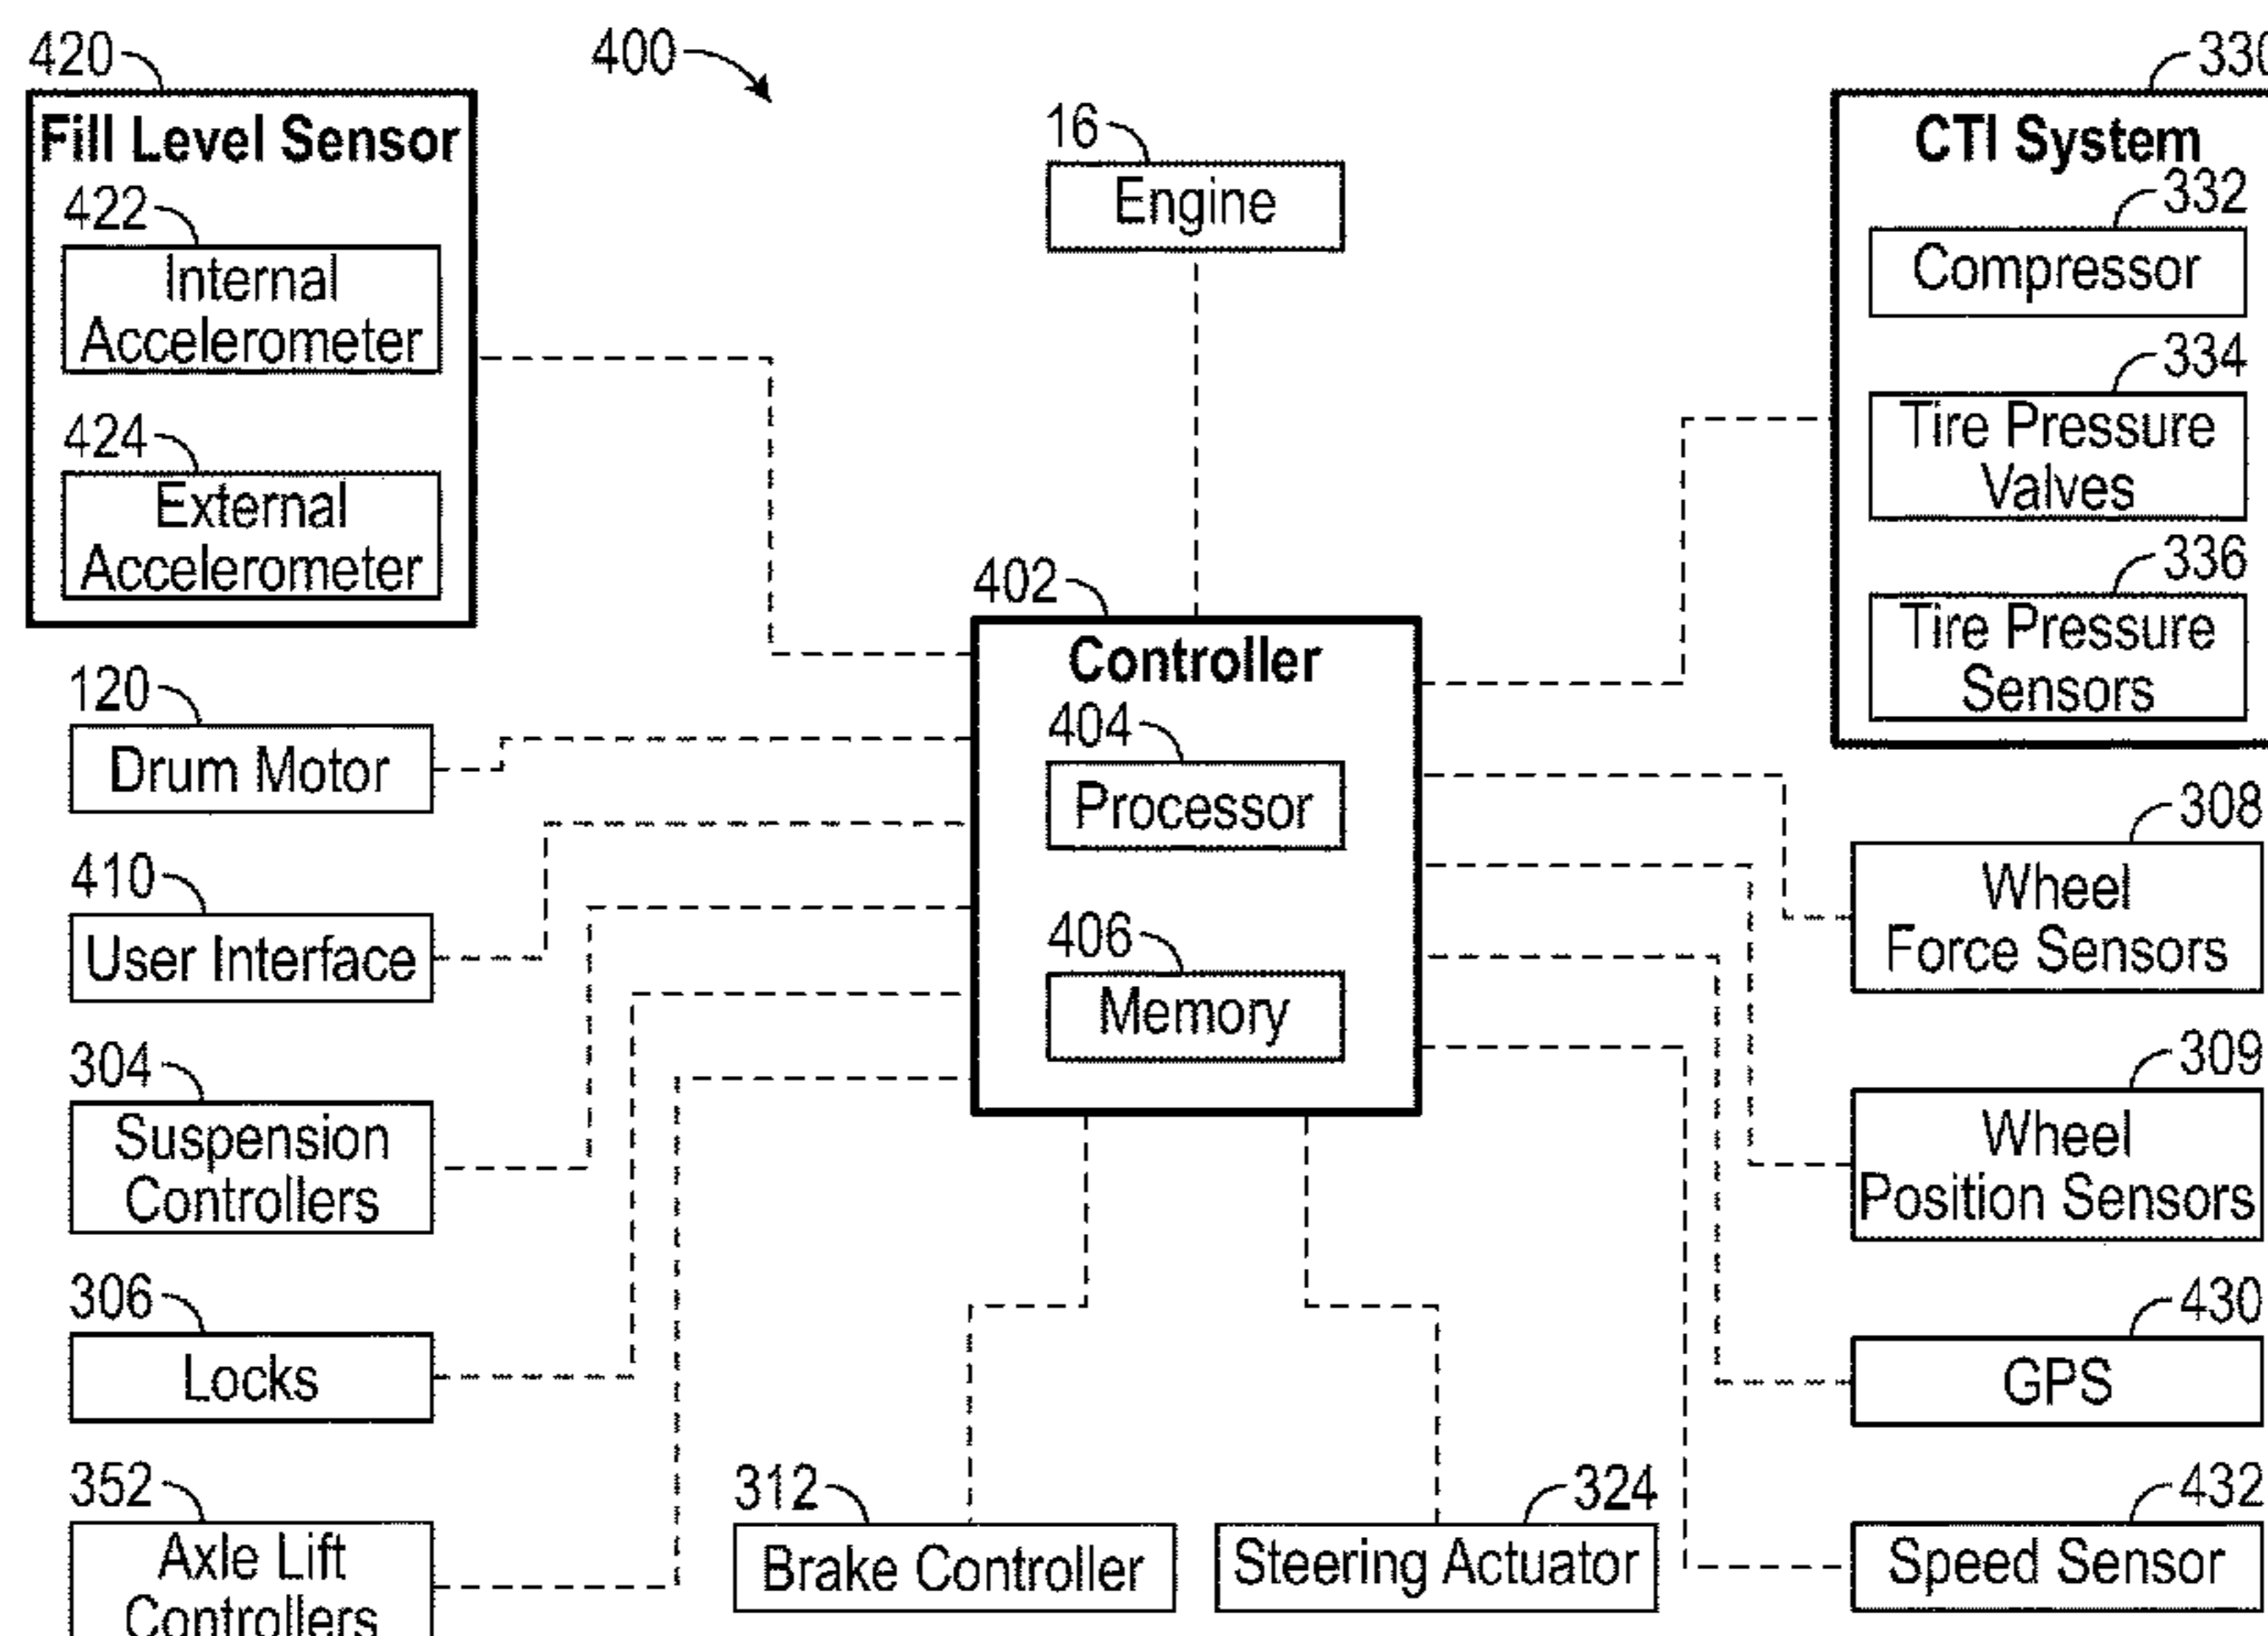 420
Fill Level Sensor
422
Internal
Accelerometer
424
External
Accelerometer
400
16
Engine
330
CTI System
332
Compressor
334
Tire Pressure
Valves
336
Tire Pressure
Sensors
402
Controller
404
Processor
406
Memory
120
Drum Motor
410
User Interface
304
Suspension
Controllers
306
Locks
352
Axle Lift
Controllers
312
Brake Controller
324
Steering Actuator
308
Wheel
Force Sensors
309
Wheel
Position Sensors
430
GPS
432
Speed Sensor